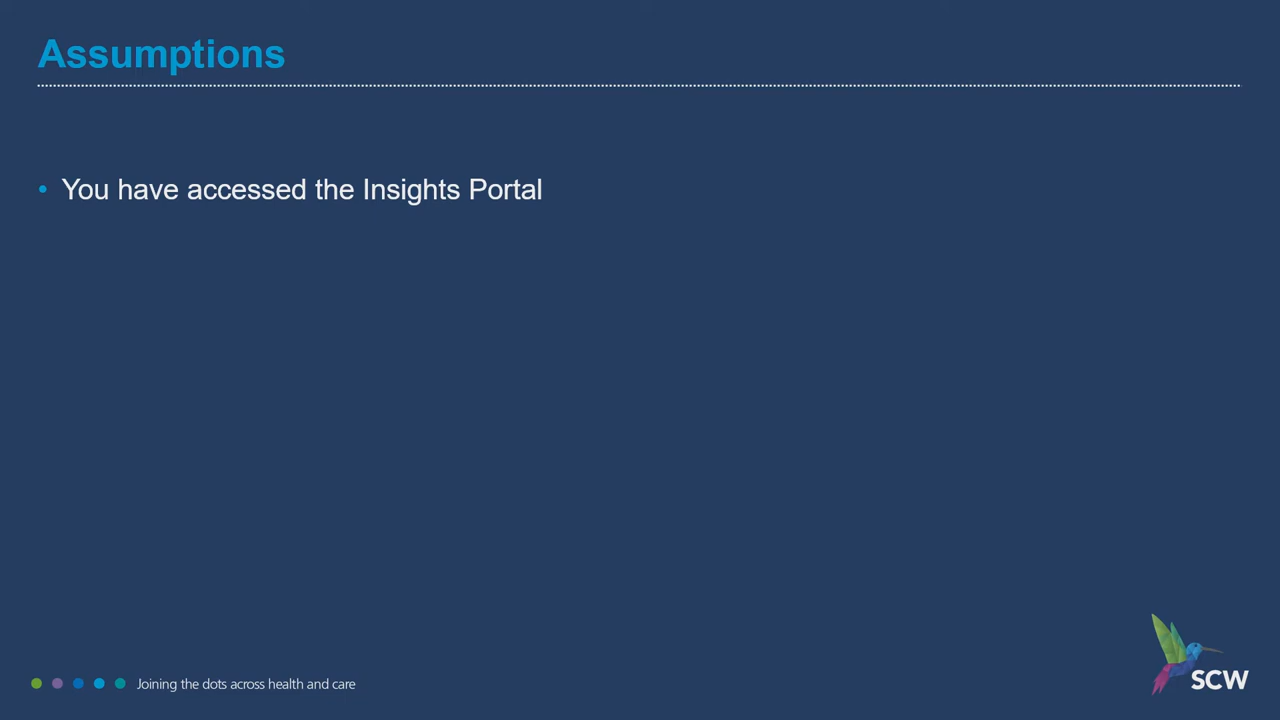 Assumptions
• You have accessed the Insights Portal
Joining the dots across health and care
SCW